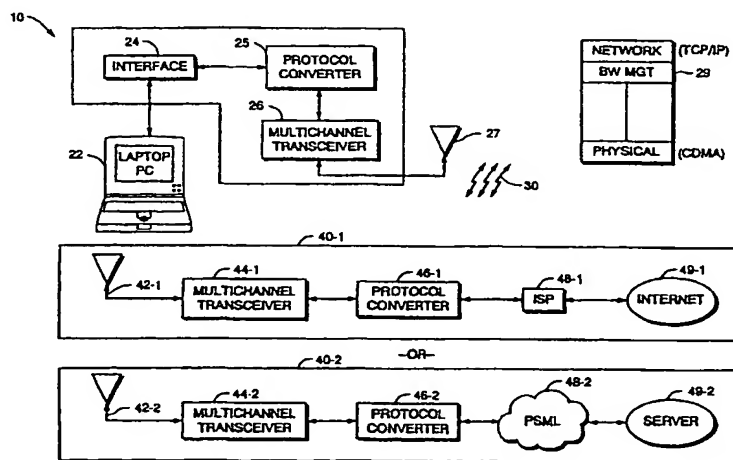 10
24
INTERFACE
25
PROTOCOL
CONVERTER
26
MULTICHANNEL
TRANSCEIVER
27
22
LAPTOP
PC
30
NETWORK (TCP/IP)
BW MGT 29
PHYSICAL (CDMA)
40-1
42-1
44-1
MULTICHANNEL
TRANSCEIVER
46-1
PROTOCOL
CONVERTER
48-1
ISP
49-1
INTERNET
–OR–
40-2
42-2
44-2
MULTICHANNEL
TRANSCEIVER
46-2
PROTOCOL
CONVERTER
48-2
PSML
49-2
SERVER